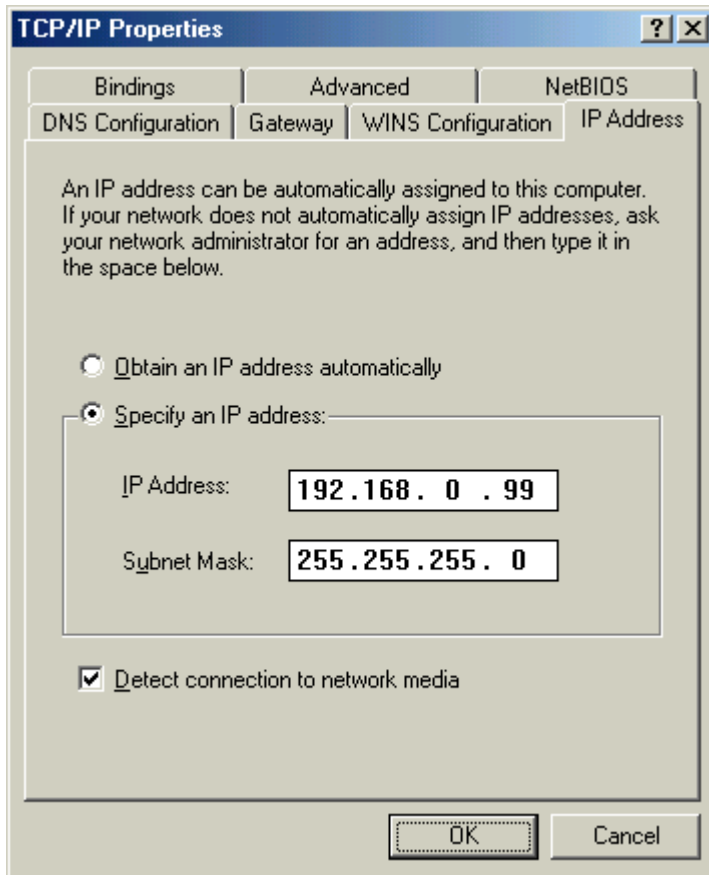 TCP/IP Properties
Bindings Advanced NetBIOS
DNS Configuration Gateway WINS Configuration IP Address
An IP address can be automatically assigned to this computer.
If your network does not automatically assign IP addresses, ask
your network administrator for an address, and then type it in
the space below.
Obtain an IP address automatically
Specify an IP address:
IP Address: 192.168. 0 .99
Subnet Mask: 255.255.255. 0
Detect connection to network media
OK Cancel